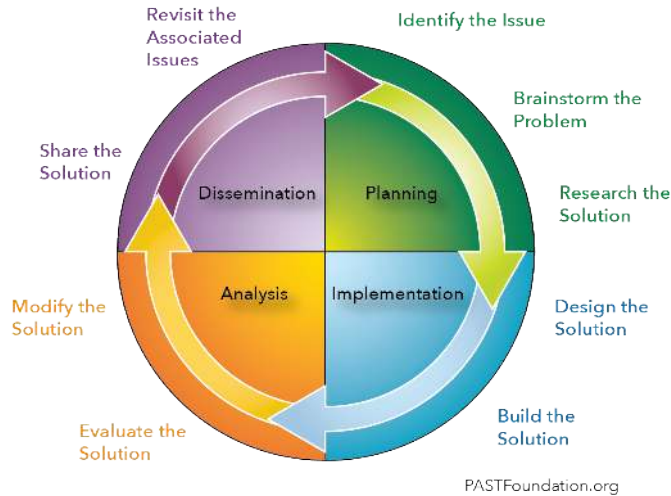 Revisit the
Associated
Issues
Identify the Issue
Brainstorm the
Problem
Share the
Solution
Research the
Solution
Dissemination
Planning
Analysis
Implementation
Modify the
Solution
Design the
Solution
Evaluate the
Solution
Build the
Solution
PASTFoundation.org